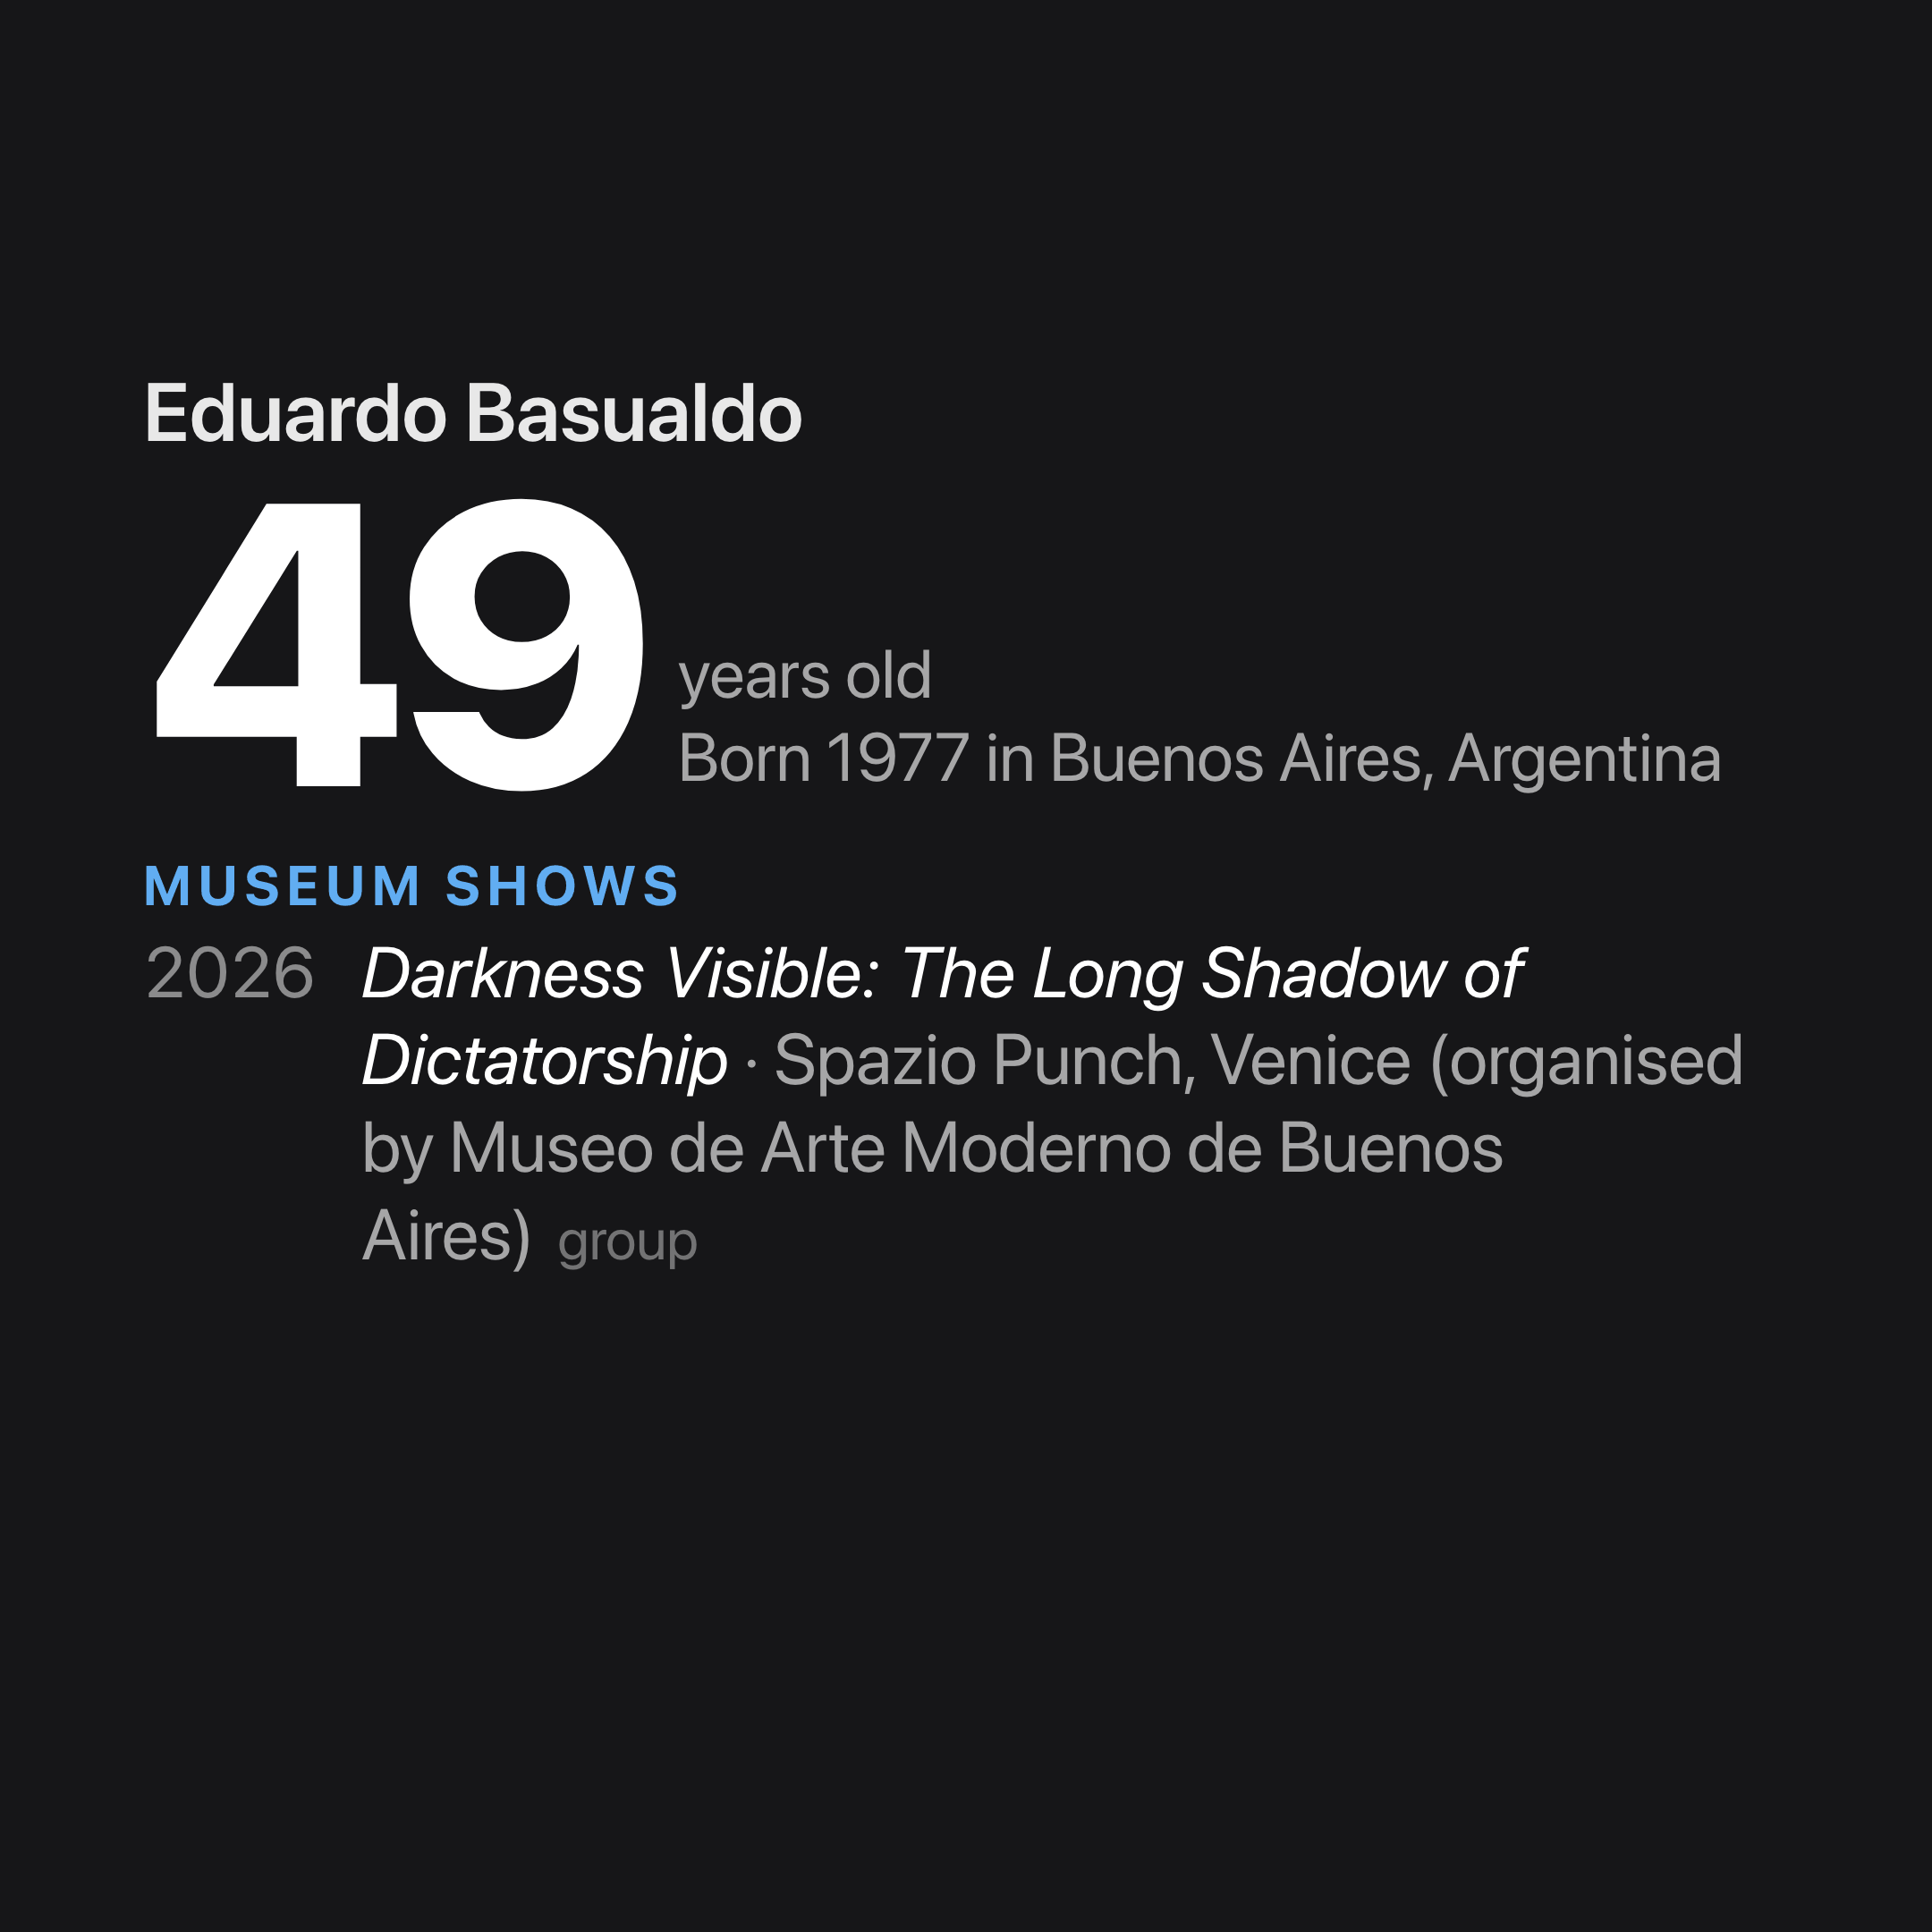 Eduardo Basualdo
49 years old
Born 1977 in Buenos Aires, Argentina
MUSEUM SHOWS
2026 Darkness Visible: The Long Shadow of
Dictatorship · Spazio Punch, Venice (organised
by Museo de Arte Moderno de Buenos
Aires) group